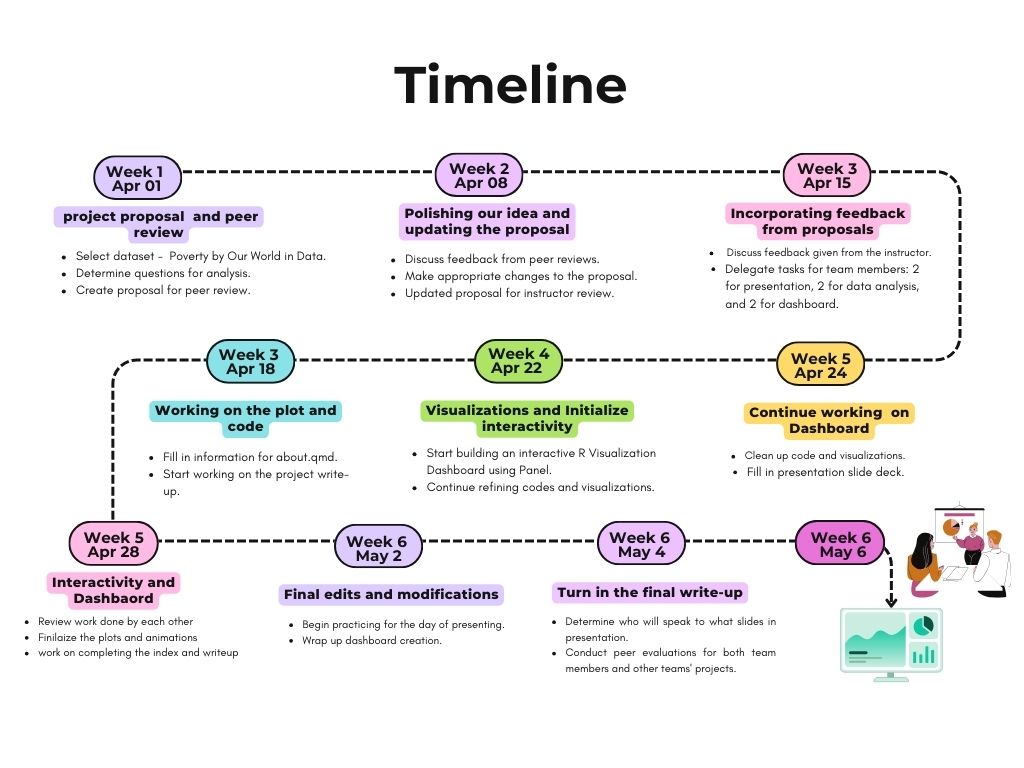 Timeline
Week 1
Apr 01
project proposal and peer
review
• Select dataset - Poverty by Our World in Data.
• Determine questions for analysis.
• Create proposal for peer review.
Week 2
Apr 08
Polishing our idea and
updating the proposal
• Discuss feedback from peer reviews.
• Make appropriate changes to the proposal.
• Updated proposal for instructor review.
Week 3
Apr 15
Incorporating feedback
from proposals
• Discuss feedback given from the instructor.
• Delegate tasks for team members: 2
for presentation, 2 for data analysis,
and 2 for dashboard.
Week 3
Apr 18
Working on the plot and
code
• Fill in information for about.qmd.
• Start working on the project write-
up.
Week 4
Apr 22
Visualizations and Initialize
interactivity
• Start building an interactive R Visualization
Dashboard using Panel.
• Continue refining codes and visualizations.
Week 5
Apr 24
Continue working on
Dashboard
• Clean up code and visualizations.
• Fill in presentation slide deck.
Week 5
Apr 28
Interactivity and
Dashbaord
• Review work done by each other
• Finilaize the plots and animations
• work on completing the index and writeup
Week 6
May 2
Final edits and modifications
• Begin practicing for the day of presenting.
• Wrap up dashboard creation.
Week 6
May 4
Turn in the final write-up
• Determine who will speak to what slides in
presentation.
• Conduct peer evaluations for both team
members and other teams' projects.
Week 6
May 6